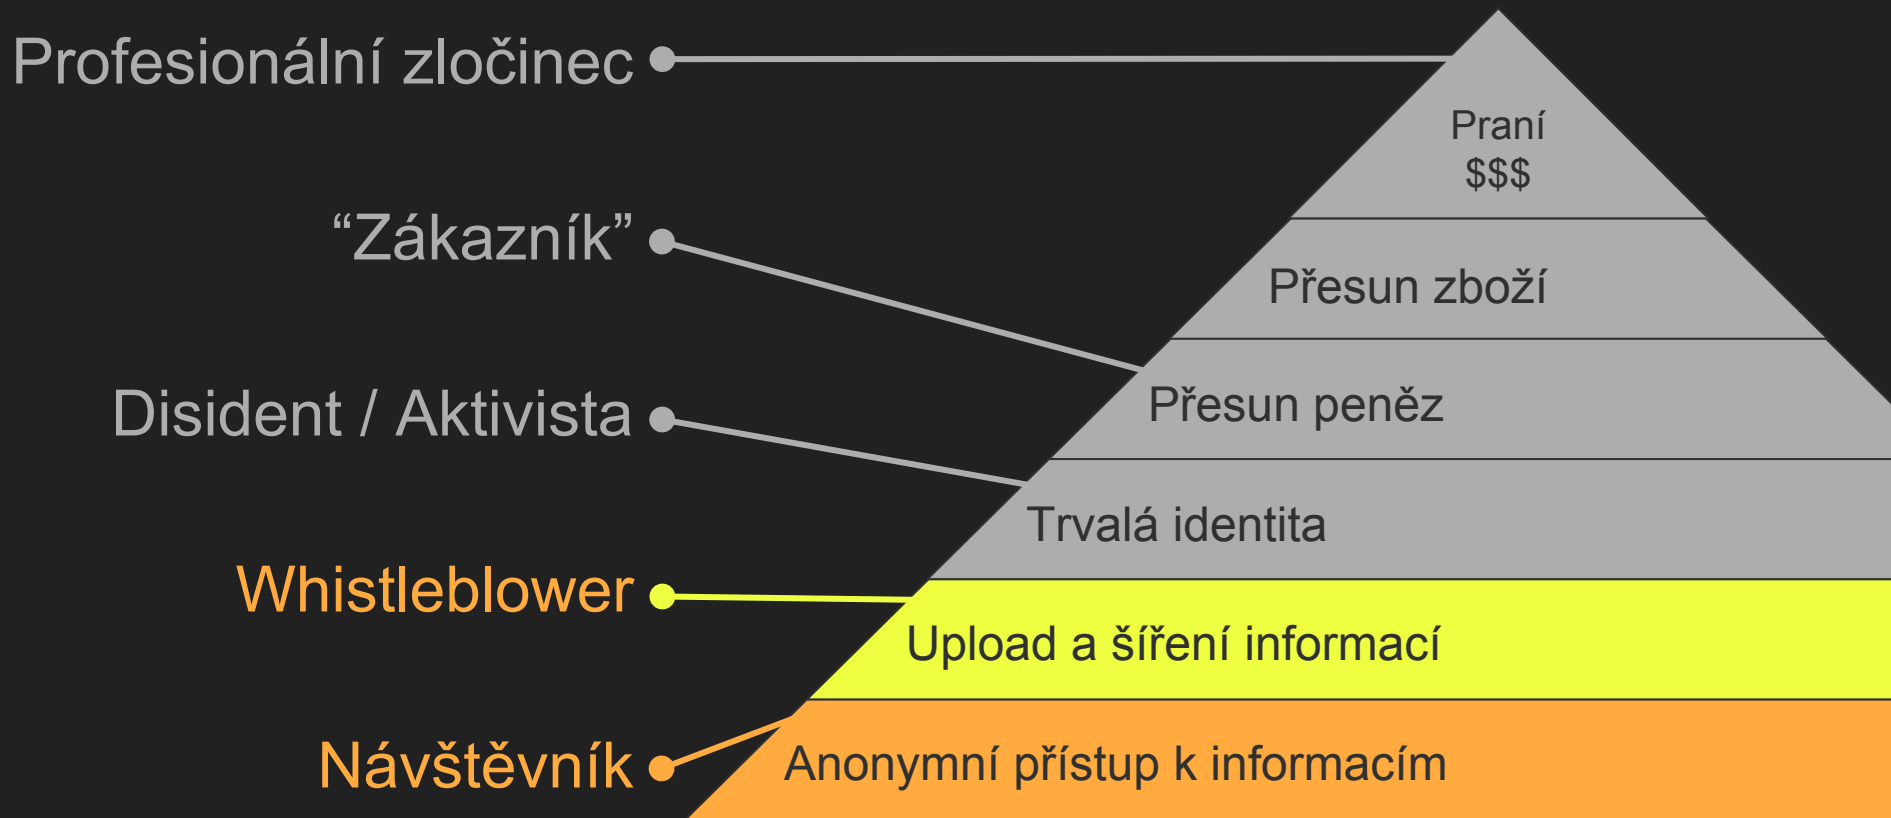 Profesionální zločinec
Praní
$$$
“Zákazník”
Přesun zboží
Přesun peněz
Disident / Aktivista
Trvalá identita
Whistleblower
Upload a šíření informací
Návštěvník
Anonymní přístup k informacím